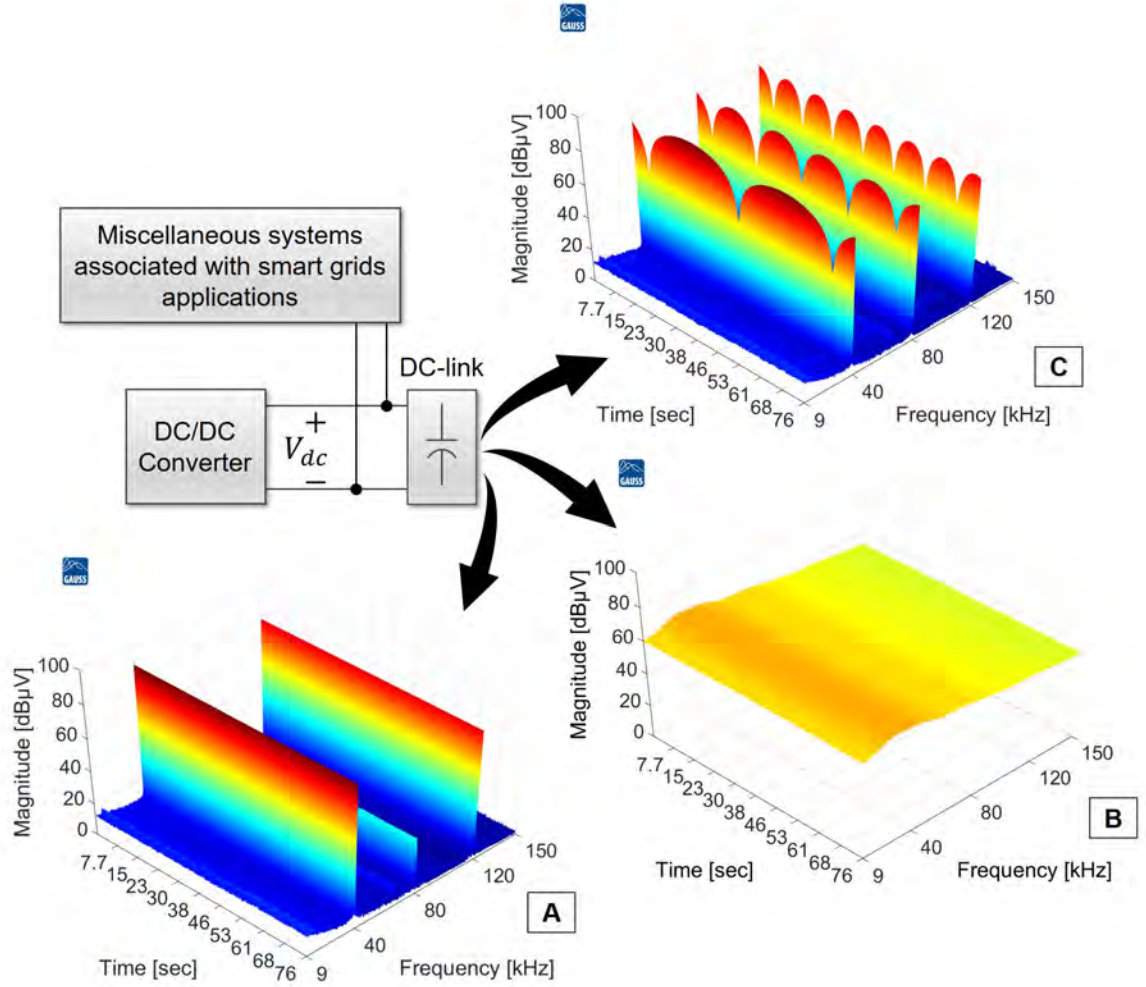 GAUSS
Magnitude [dBµV]
100
80
60
40
20
0
7.7
15
23
30
38
46
53
61
68
76
Time [sec]
9
40
80
120
150
Frequency [kHz]
C
Miscellaneous systems
associated with smart grids
applications
DC-link
DC/DC
Converter
+
V_dc
−
GAUSS
Magnitude [dBµV]
100
80
60
40
20
0
7.7
15
23
30
38
46
53
61
68
76
Time [sec]
9
40
80
120
150
Frequency [kHz]
B
GAUSS
Magnitude [dBµV]
100
80
60
40
20
0
7.7
15
23
30
38
46
53
61
68
76
Time [sec]
9
40
80
120
150
Frequency [kHz]
A